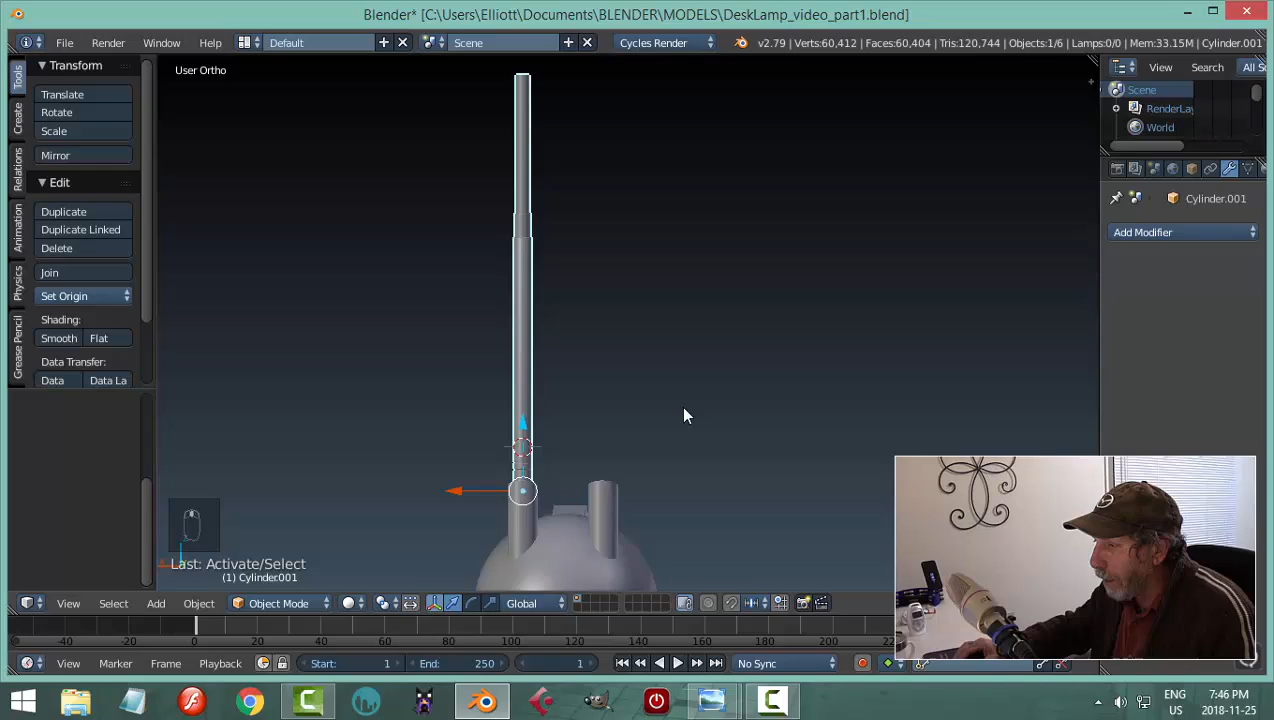 Blender* [C:\Users\Elliott\Documents\BLENDER\MODELS\DeskLamp_video_part1.blend]
File Render Window Help Default Scene Cycles Render v2.79 | Verts:60,412 | Faces:60,404 | Tris:120,744 | Objects:1/6 | Lamps:0/0 | Mem:33.15M | Cylinder.001
Tools
Create
Relations
Animation
Physics
Grease Pencil
Transform
Translate
Rotate
Scale
Mirror
Edit
Duplicate
Duplicate Linked
Delete
Join
Set Origin
Shading:
Smooth Flat
Data Transfer:
Data Data La
User Ortho
Last: Activate/Select
(1) Cylinder.001
View Search All S
Scene
RenderLay
World
Cylinder.001
Add Modifier
View Select Add Object Object Mode Global
-40 -20 0 20 40 60 80 100 120 140 160 180 200
View Marker Frame Playback Start: 1 End: 250 1 No Sync
ENG 7:46 PM
US 2018-11-25